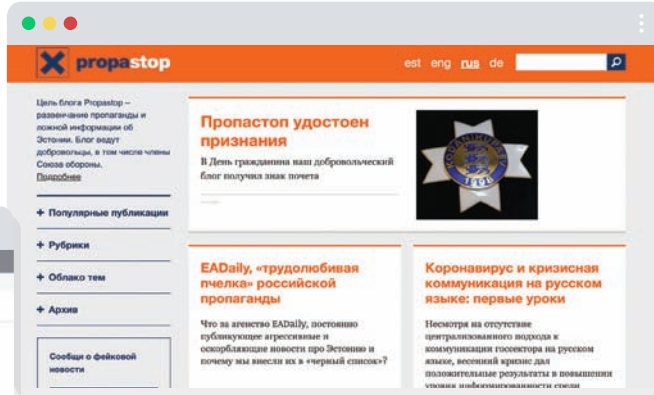 propastop
est eng rus de
Цель блога Propastop –
развенчание пропаганды и
ложной информации об
Эстонии. Блог ведут
добровольцы, в том числе члены
Союза обороны.
Подробнее
+ Популярные публикации
+ Рубрики
+ Облако тем
+ Архив
Сообщи о фейковой
новости
Пропастоп удостоен
признания
В День гражданина наш добровольческий
блог получил знак почета
EADaily, «трудолюбивая
пчелка» российской
пропаганды
Что за агенство EADaily, постоянно
публикующее агрессивные и
оскорбляющие новости про Эстонию и
почему мы внесли их в «черный список»?
Коронавирус и кризисная
коммуникация на русском
языке: первые уроки
Несмотря на отсутствие
централизованного подхода к
коммуникации госсектора на русском
языке, весенний кризис дал
положительные результаты в повышении
уровня информированности среди